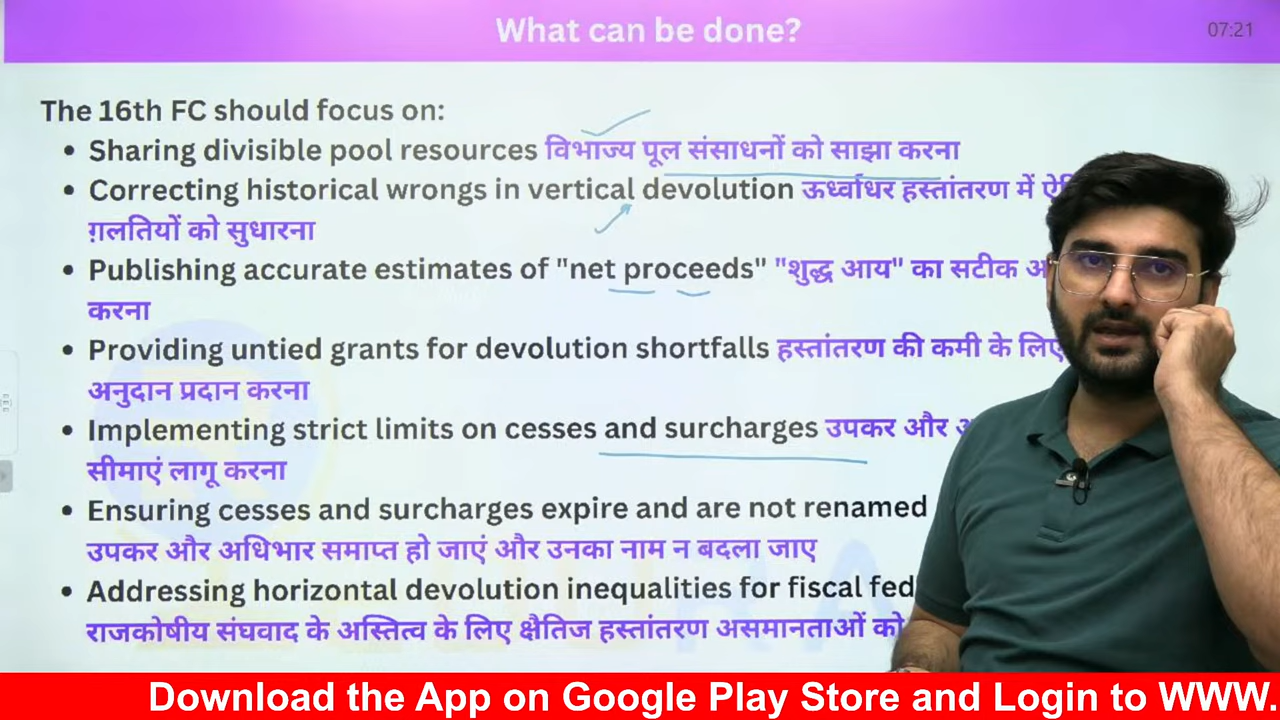 What can be done?
07:21
The 16th FC should focus on:
• Sharing divisible pool resources विभाज्य पूल संसाधनों को साझा करना
• Correcting historical wrongs in vertical devolution ऊर्ध्वाधर हस्तांतरण में
ग़लतियों को सुधारना
• Publishing accurate estimates of "net proceeds" "शुद्ध आय" का सटीक
करना
• Providing untied grants for devolution shortfalls हस्तांतरण की कमी के लिए
अनुदान प्रदान करना
• Implementing strict limits on cesses and surcharges उपकर और
सीमाएं लागू करना
• Ensuring cesses and surcharges expire and are not renamed
उपकर और अधिभार समाप्त हो जाएं और उनका नाम न बदला जाए
• Addressing horizontal devolution inequalities for fiscal fed
राजकोषीय संघवाद के अस्तित्व के लिए क्षैतिज हस्तांतरण असमानताओं को
Download the App on Google Play Store and Login to WWW.